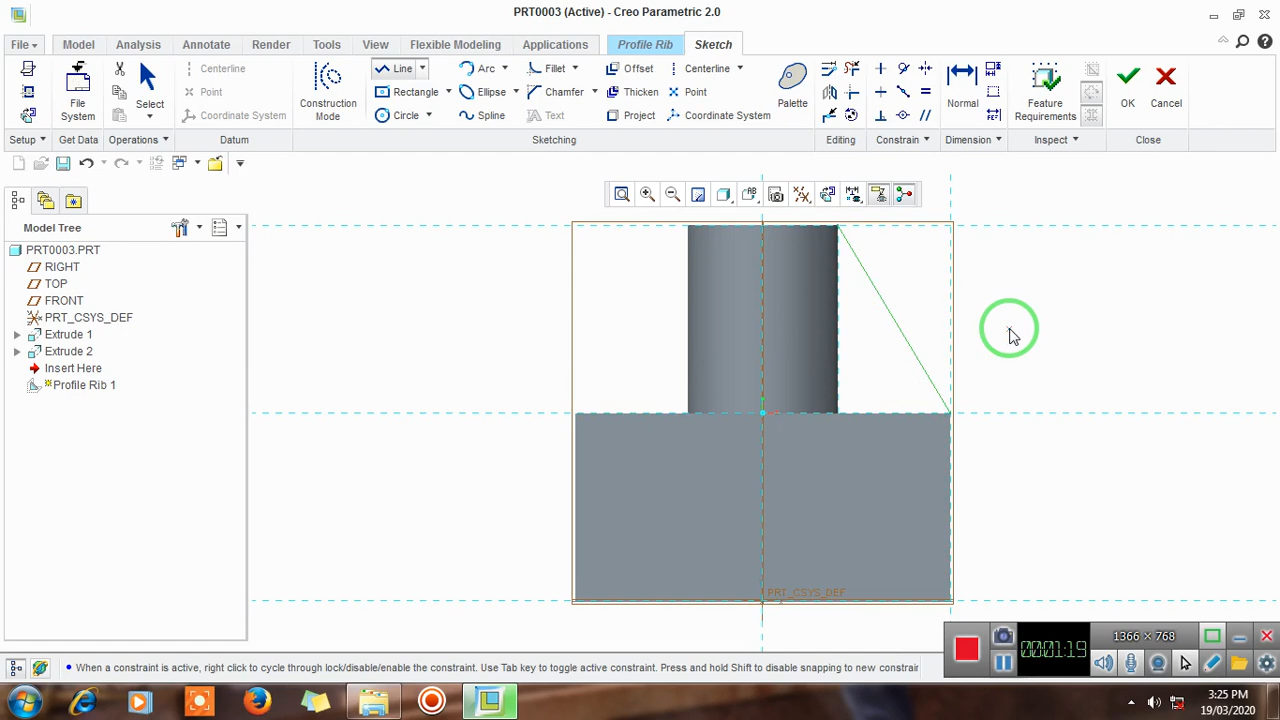 PRT0003 (Active) - Creo Parametric 2.0
File Model Analysis Annotate Render Tools View Flexible Modeling Applications Profile Rib Sketch
Line Arc Fillet Offset Centerline
Centerline
Point
Coordinate System
File System
Select
Rectangle Ellipse Chamfer Thicken Point
Construction Mode
Circle Spline Text Project Coordinate System
Palette
Normal
Feature Requirements
OK Cancel
Setup Get Data Operations Datum Sketching Editing Constrain Dimension Inspect Close
Model Tree
PRT0003.PRT
RIGHT
TOP
FRONT
PRT_CSYS_DEF
Extrude 1
Extrude 2
Insert Here
Profile Rib 1
PRT_CSYS_DEF
1366 × 768
00:01:19
When a constraint is active, right click to cycle through lock/disable/enable the constraint. Use Tab key to toggle active constraint. Press and hold Shift to disable snapping to new constrain
3:25 PM
19/03/2020